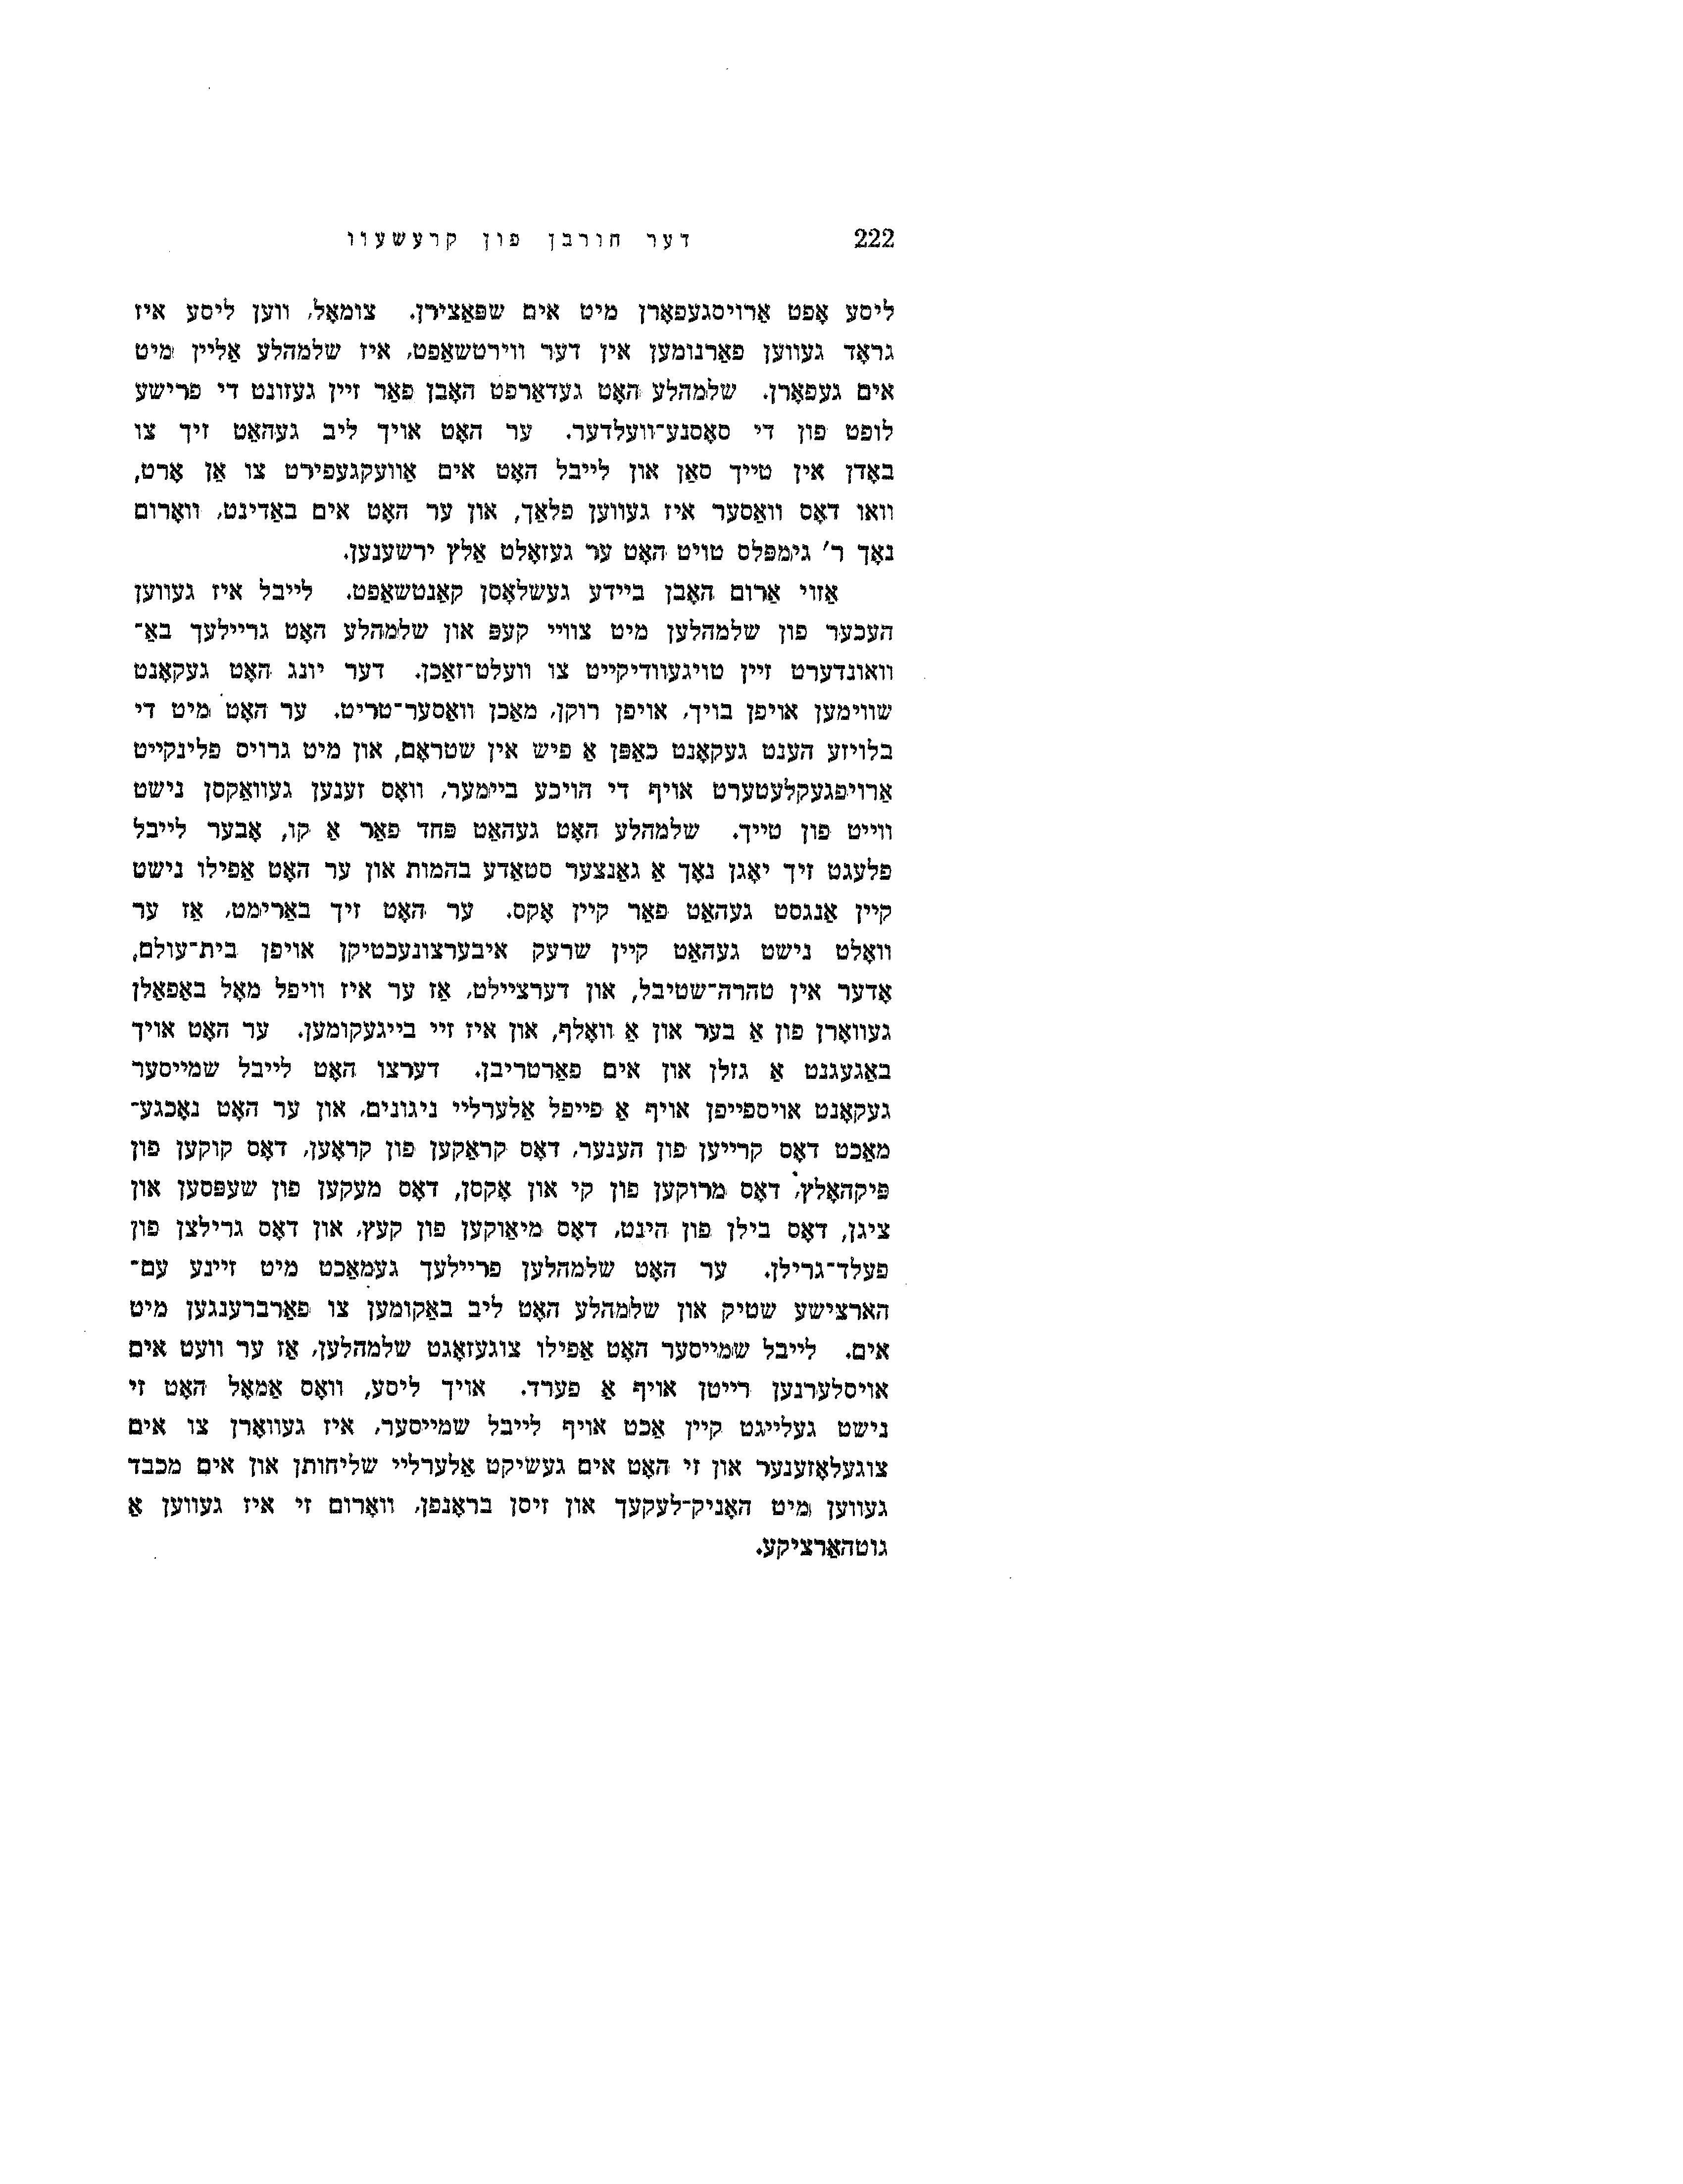 222 דער חורבן פון קרעשעוו
ליסע אָפט אַרויסגעפאָרן מיט אים שפּאַצירן. צומאָל, ווען ליסע איז
גראָד געווען פאַרנומען אין דער ווירטשאַפט, איז שלמהלע אַליין מיט
אים געפאָרן. שלמהלע האָט געדאַרפט האָבן פאַר זיין געזונט די פרישע
לופט פון די סאָסנע־וועלדער. ער האָט אויך ליב געהאַט זיך צו
באָדן אין טייך סאַן און לייבל האָט אים אַוועקגעפירט צו אַן אָרט,
וואו דאָס וואַסער איז געווען פלאַך, און ער האָט אים באַדינט, וואָרום
נאָך ר' גימפּלס טויט האָט ער געזאָלט אַלץ ירשענען.
אַזוי אַרום האָבן ביידע געשלאָסן קאַנטשאַפט. לייבל איז געווען
העכער פון שלמהלען מיט צוויי קעפּ און שלמהלע האָט גריילעך באַ־
וואונדערט זיין טויגעוודיקייט צו וועלט־זאַכן. דער יונג האָט געקאָנט
שווימען אויפן בויך, אויפן רוקן, מאַכן וואַסער־טריט. ער האָט מיט די
בלויזע הענט געקאָנט כאַפּן אַ פיש אין שטראָם, און מיט גרויס פלינקייט
אַרויפגעקלעטערט אויף די הויכע ביימער, וואָס זענען געוואַקסן נישט
ווייט פון טייך. שלמהלע האָט געהאַט פּחד פאַר אַ קו, אָבער לייבל
פלעגט זיך יאָגן נאָך אַ גאַנצער סטאַדע בהמות און ער האָט אַפילו נישט
קיין אַנגסט געהאַט פאַר קיין אָקס. ער האָט זיך באַרימט, אַז ער
וואָלט נישט געהאַט קיין שרעק איבערצונעכטיקן אויפן בית־עולם,
אָדער אין טהרה־שטיבל, און דערציילט, אַז ער איז וויפל מאָל באַפאַלן
געוואָרן פון אַ בער און אַ וואָלף, און איז זיי בייגעקומען. ער האָט אויך
באַגעגנט אַ גזלן און אים פאַרטריבן. דערצו האָט לייבל שמייסער
געקאָנט אויספייפן אויף אַ פייפל אַלערליי ניגונים, און ער האָט נאָכגע־
מאַכט דאָס קרייען פון הענער, דאָס קראַקען פון קראָען, דאָס קוקען פון
פּיקהאָלץ, דאָס מרוקען פון קי און אָקסן, דאָס מעקען פון שעפּסען און
ציגן, דאָס בילן פון הינט, דאָס מיאַוקען פון קעץ, און דאָס גרילצן פון
פעלד־גרילן. ער האָט שלמהלען פריילעך געמאַכט מיט זיינע עם־
הארצישע שטיק און שלמהלע האָט ליב באַקומען צו פאַרברענגען מיט
אים. לייבל שמייסער האָט אַפילו צוגעזאָגט שלמהלען, אַז ער וועט אים
אויסלערנען רייטן אויף אַ פערד. אויך ליסע, וואָס אַמאָל האָט זי
נישט געלייגט קיין אַכט אויף לייבל שמייסער, איז געוואָרן צו אים
צוגעלאָזענער און זי האָט אים געשיקט אַלערליי שליחותן און אים מכבד
געווען מיט האָניק־לעקעך און זיסן בראָנפן, וואָרום זי איז געווען אַ
גוטהאַרציקע.